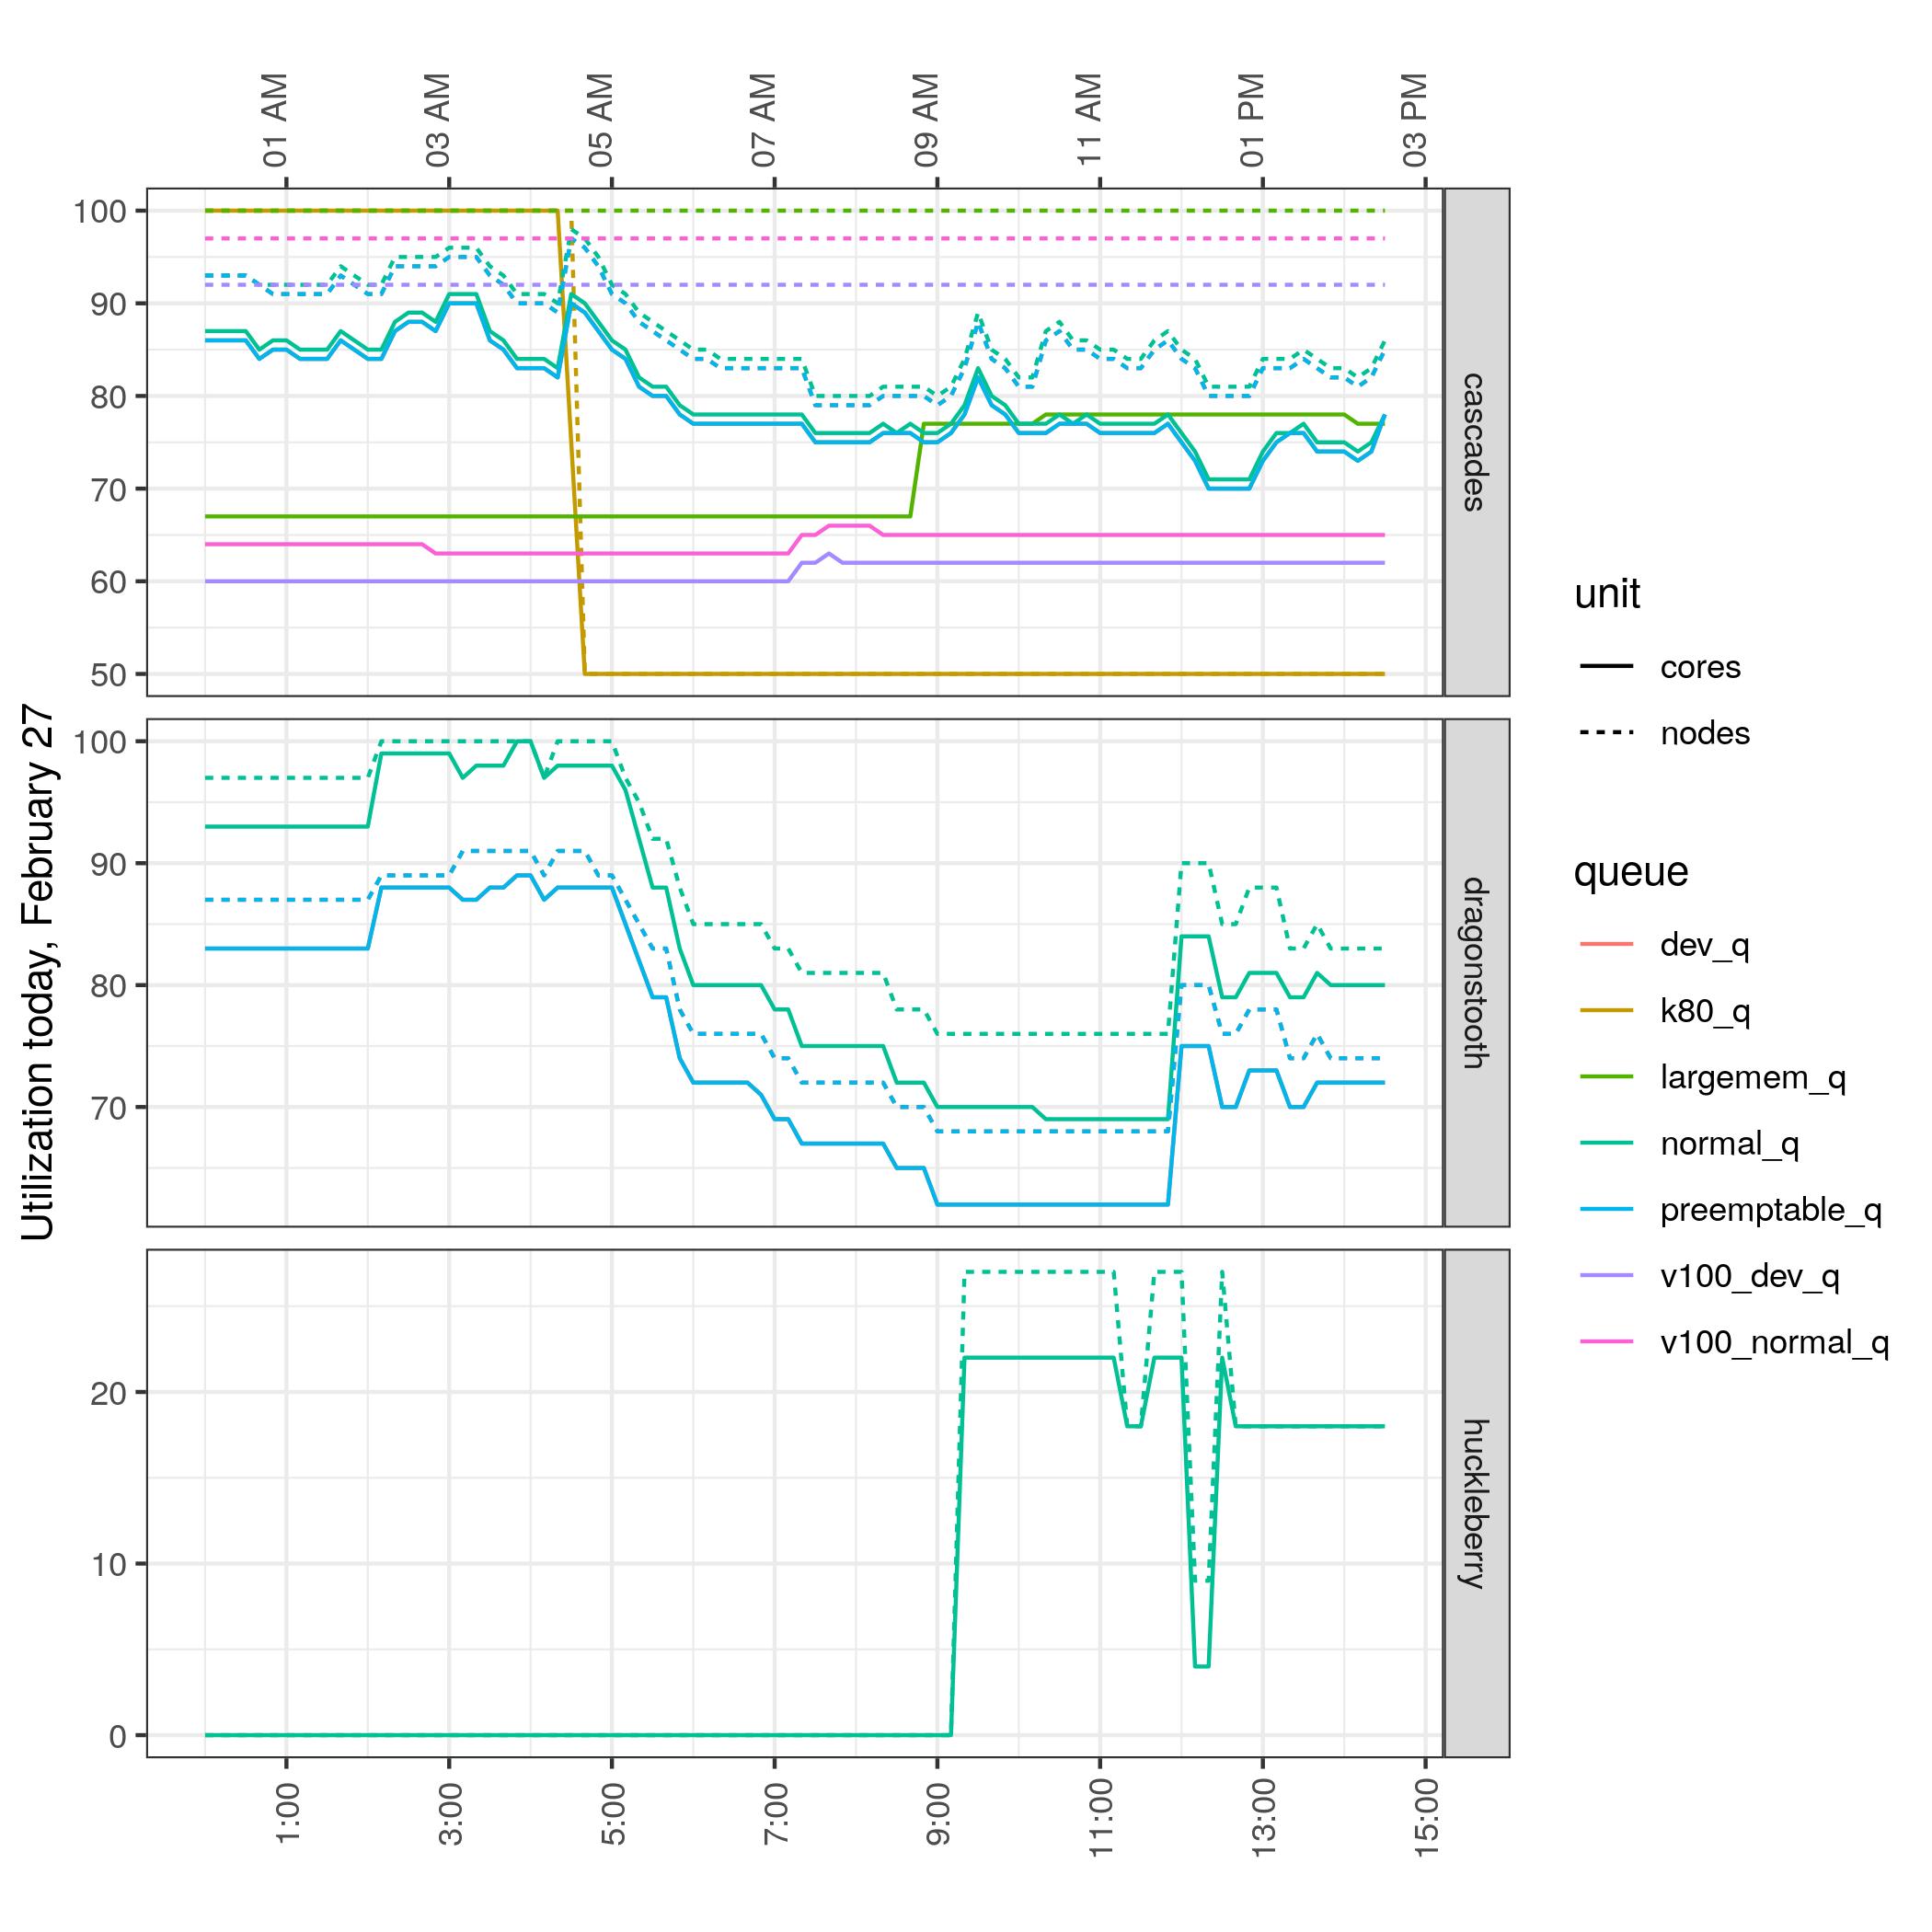 01 AM
03 AM
05 AM
07 AM
09 AM
11 AM
01 PM
03 PM
Utilization today, February 27
100
90
80
70
60
50
cascades
100
90
80
70
dragonstooth
20
10
0
huckleberry
1:00
3:00
5:00
7:00
9:00
11:00
13:00
15:00
unit
cores
nodes
queue
dev_q
k80_q
largemem_q
normal_q
preemptable_q
v100_dev_q
v100_normal_q